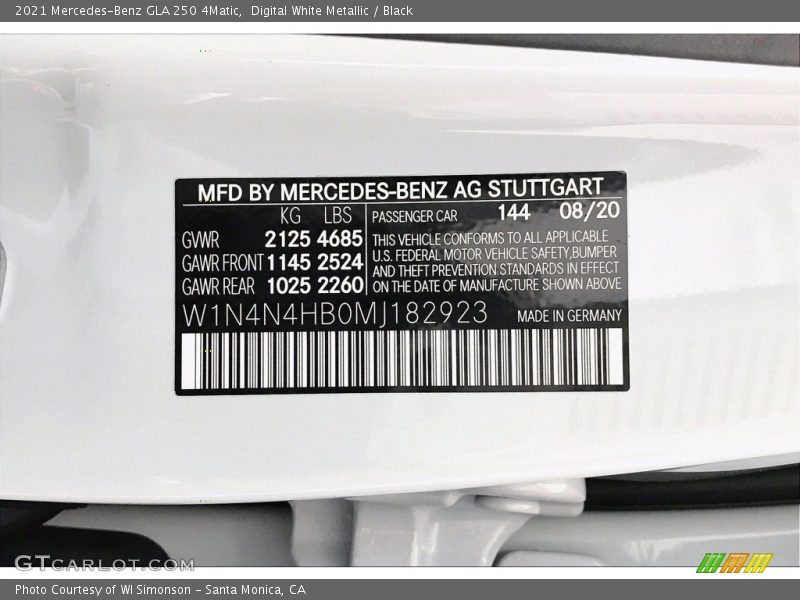 2021 Mercedes-Benz GLA 250 4Matic,  Digital White Metallic / Black
MFD BY MERCEDES-BENZ AG STUTTGART
KG LBS PASSENGER CAR 144 08/20
GWR 2125 4685
GAWR FRONT 1145 2524
GAWR REAR 1025 2260
THIS VEHICLE CONFORMS TO ALL APPLICABLE
U.S. FEDERAL MOTOR VEHICLE SAFETY, BUMPER
AND THEFT PREVENTION STANDARDS IN EFFECT
ON THE DATE OF MANUFACTURE SHOWN ABOVE
W1N4N4HB0MJ182923 MADE IN GERMANY
GTCARLOT.COM
Photo Courtesy of WI Simonson - Santa Monica, CA